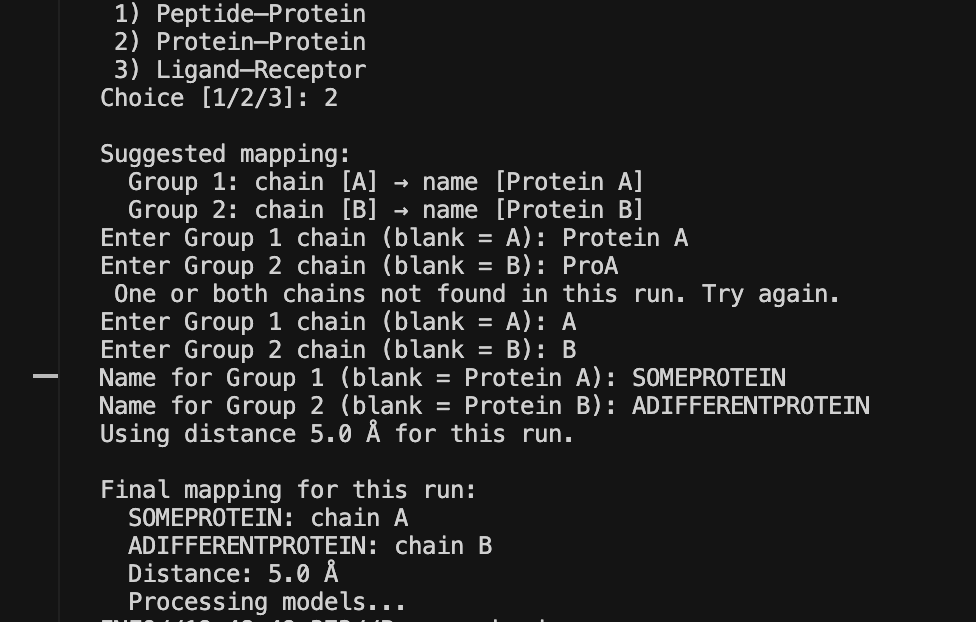 1) Peptide–Protein
2) Protein–Protein
3) Ligand–Receptor
Choice [1/2/3]: 2
Suggested mapping:
Group 1: chain [A] → name [Protein A]
Group 2: chain [B] → name [Protein B]
Enter Group 1 chain (blank = A): Protein A
Enter Group 2 chain (blank = B): ProA
One or both chains not found in this run. Try again.
Enter Group 1 chain (blank = A): A
Enter Group 2 chain (blank = B): B
Name for Group 1 (blank = Protein A): SOMEPROTEIN
Name for Group 2 (blank = Protein B): ADIFFERENTPROTEIN
Using distance 5.0 Å for this run.
Final mapping for this run:
SOMEPROTEIN: chain A
ADIFFERENTPROTEIN: chain B
Distance: 5.0 Å
Processing models...